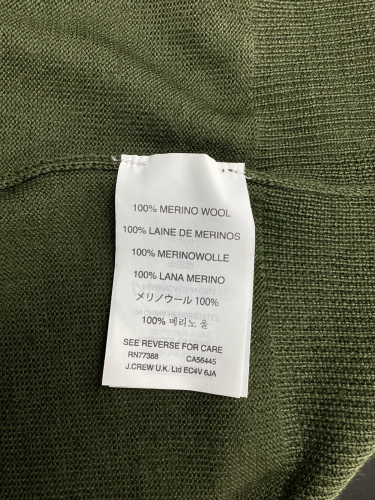 100% MERINO WOOL
100% LAINE DE MERINOS
100% MERINOWOLLE
100% LANA MERINO
メリノウール 100%
100% 메리노 울
SEE REVERSE FOR CARE
RN77388 CA56445
J.CREW U.K. Ltd EC4V 6JA